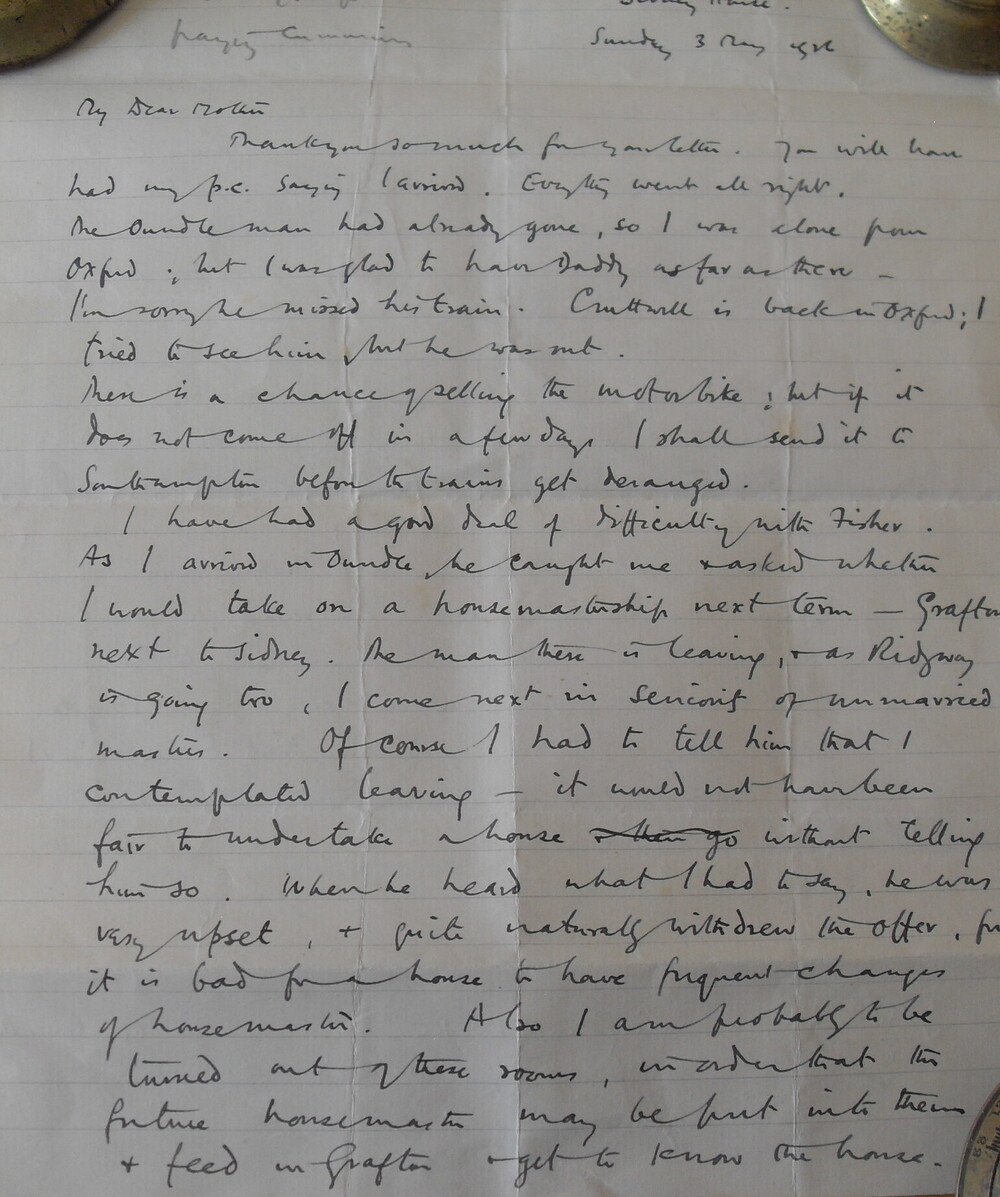 Sidney House.
Sunday 3 May 1926
My Dear Mother
Thankyou so much for your letter. You will have
had my p.c. saying I arrived. Everything went all right.
The Oundle man had already gone, so I was alone from
Oxford; but I was glad to have Daddy as far as there –
I'm sorry he missed his train. Cruttwell is back in Oxford; I
tried to see him, but he was out.
There is a chance of selling the motorbike; but if it
does not come off in a few days I shall send it to
Southampton before the trains get deranged.
I have had a good deal of difficulty with Fisher.
As I arrived in Oundle, he caught me & asked whether
I would take on a housemastership next term – Grafton
next to Sidney. The man there is leaving, & as Ridgway
is going too, I come next in seniority of unmarried
masters. Of course I had to tell him that I
contemplated leaving – it would not have been
fair to undertake a house & then go without telling
him so. When he heard what I had to say, he was
very upset, & quite naturally withdrew the offer, for
it is bad for a house to have frequent changes
of housemaster. Also I am probably to be
turned out of these rooms, in order that the
future housemaster may be put into them
& feed in Grafton & get to know the house.